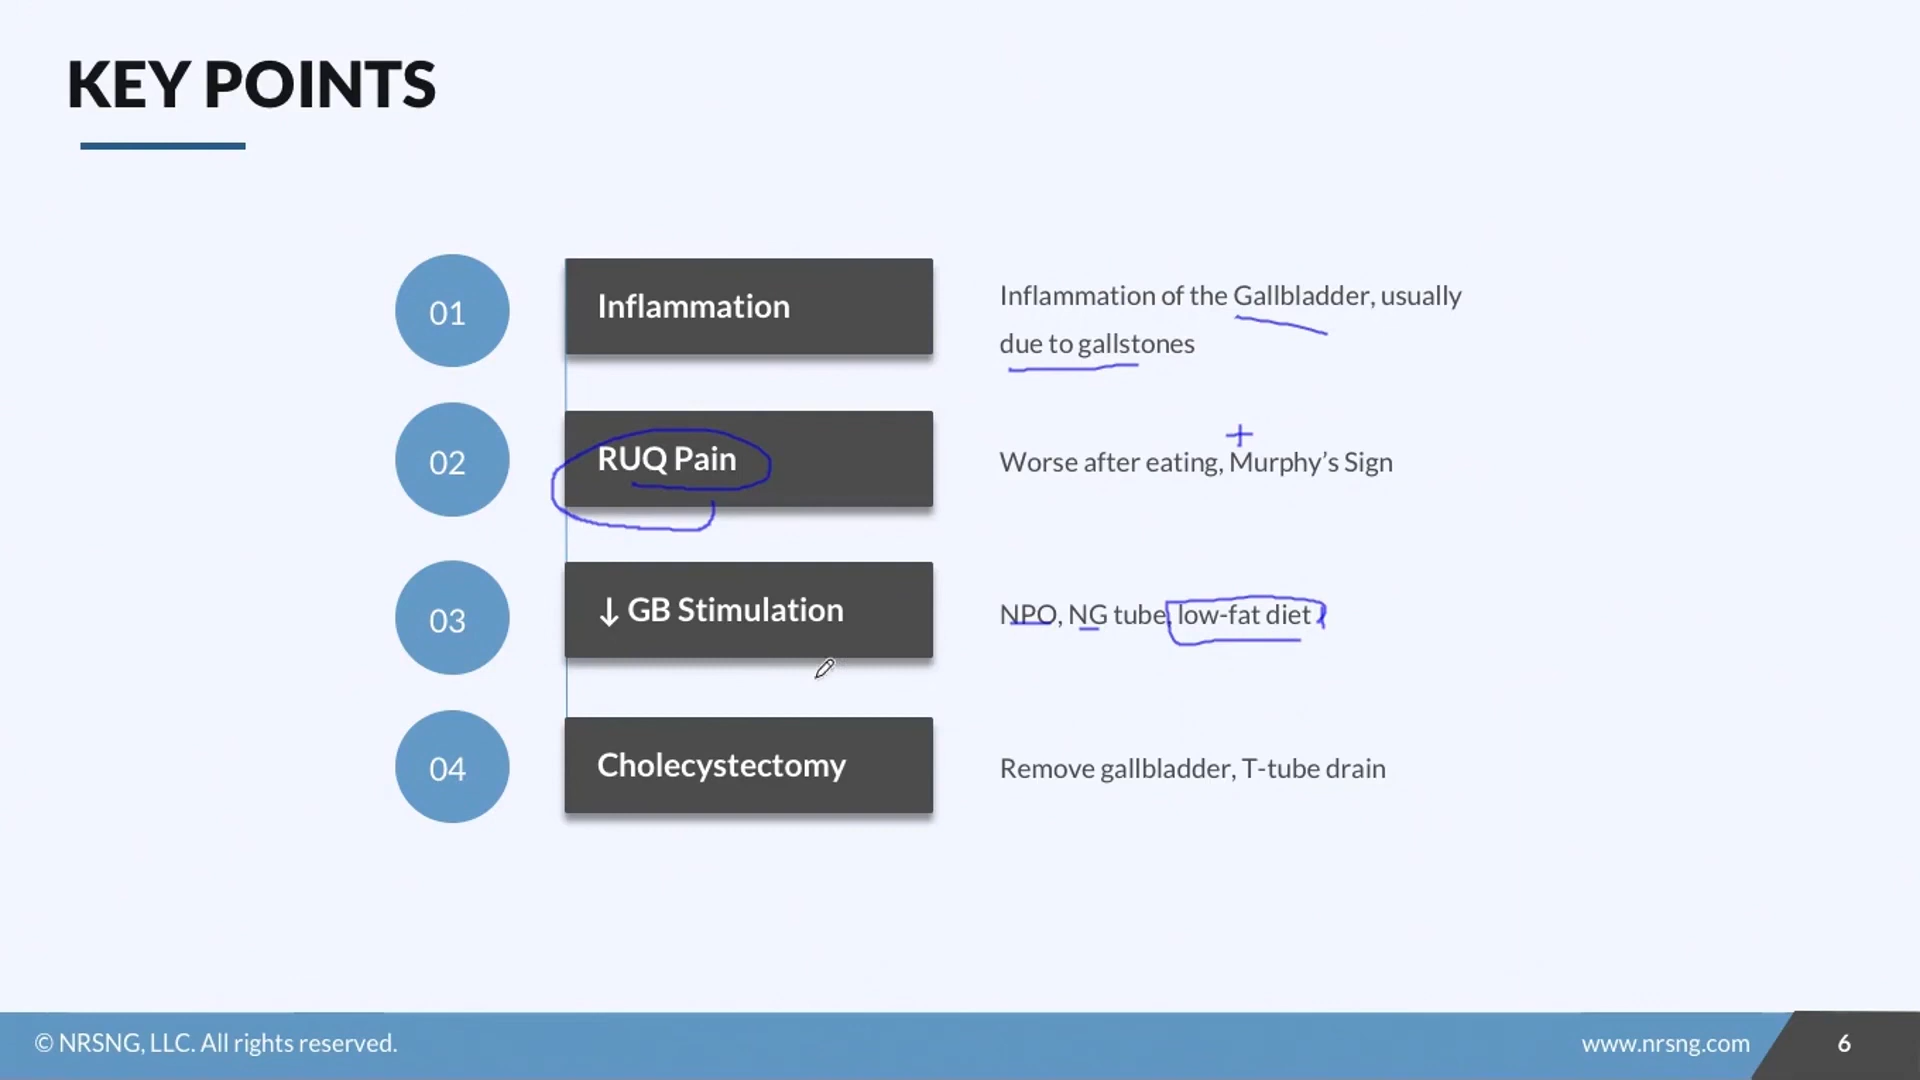 KEY POINTS
01
Inflammation
Inflammation of the Gallbladder, usually
due to gallstones
02
RUQ Pain
+
Worse after eating, Murphy's Sign
03
↓ GB Stimulation
NPO, NG tube, low-fat diet
04
Cholecystectomy
Remove gallbladder, T-tube drain
© NRSNG, LLC. All rights reserved.
www.nrsng.com
6